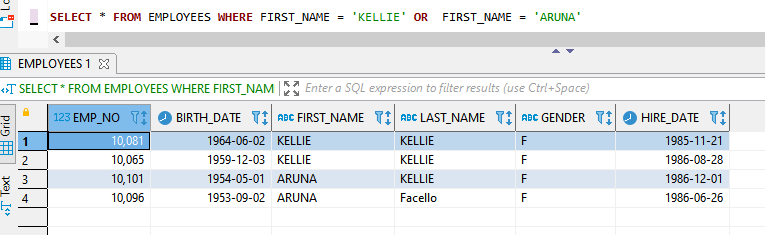 SELECT * FROM EMPLOYEES WHERE FIRST_NAME = 'KELLIE' OR  FIRST_NAME = 'ARUNA'
EMPLOYEES 1
SELECT * FROM EMPLOYEES WHERE FIRST_NAM Enter a SQL expression to filter results (use Ctrl+Space)
Grid
Text
123 EMP_NO BIRTH_DATE ABC FIRST_NAME ABC LAST_NAME ABC GENDER HIRE_DATE
1 10,081 1964-06-02 KELLIE KELLIE F 1985-11-21
2 10,065 1959-12-03 KELLIE KELLIE F 1986-08-28
3 10,101 1954-05-01 ARUNA KELLIE F 1986-12-01
4 10,096 1953-09-02 ARUNA Facello F 1986-06-26